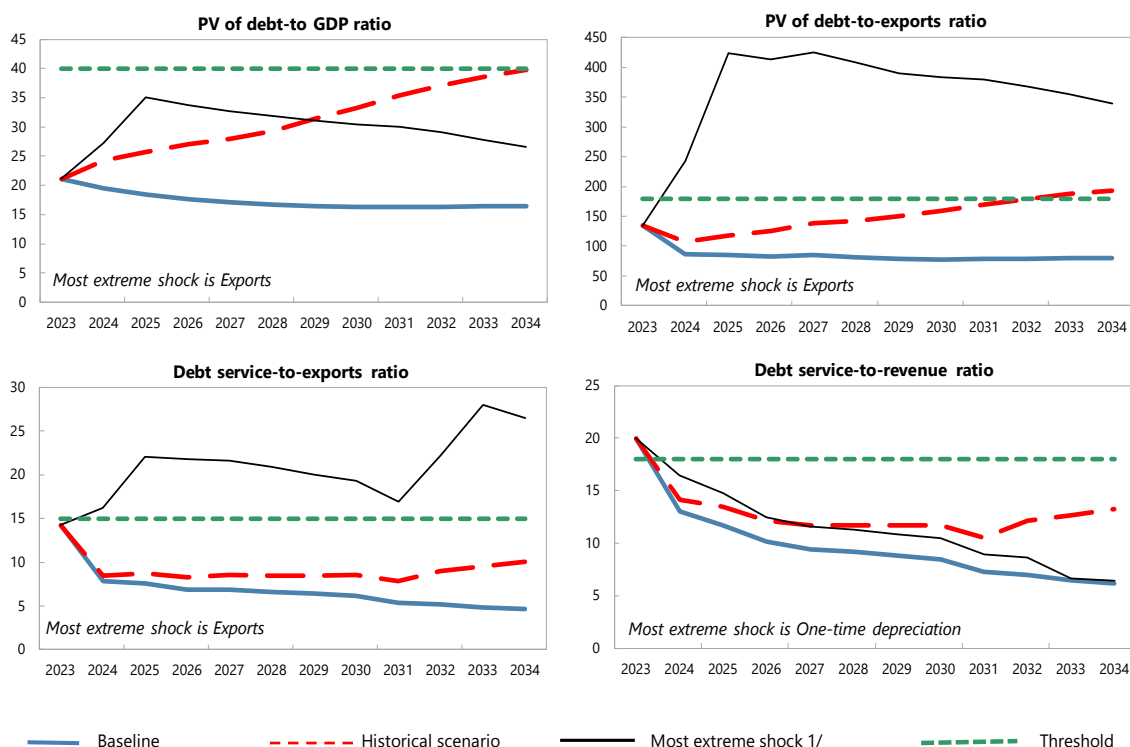 PV of debt-to GDP ratio
45
40
35
30
25
20
15
10
5
0
Most extreme shock is Exports
2023 2024 2025 2026 2027 2028 2029 2030 2031 2032 2033 2034
PV of debt-to-exports ratio
450
400
350
300
250
200
150
100
50
0
Most extreme shock is Exports
2023 2024 2025 2026 2027 2028 2029 2030 2031 2032 2033 2034
Debt service-to-exports ratio
30
25
20
15
10
5
0
Most extreme shock is Exports
2023 2024 2025 2026 2027 2028 2029 2030 2031 2032 2033 2034
Debt service-to-revenue ratio
25
20
15
10
5
0
Most extreme shock is One-time depreciation
2023 2024 2025 2026 2027 2028 2029 2030 2031 2032 2033 2034
Baseline Historical scenario Most extreme shock 1/ Threshold